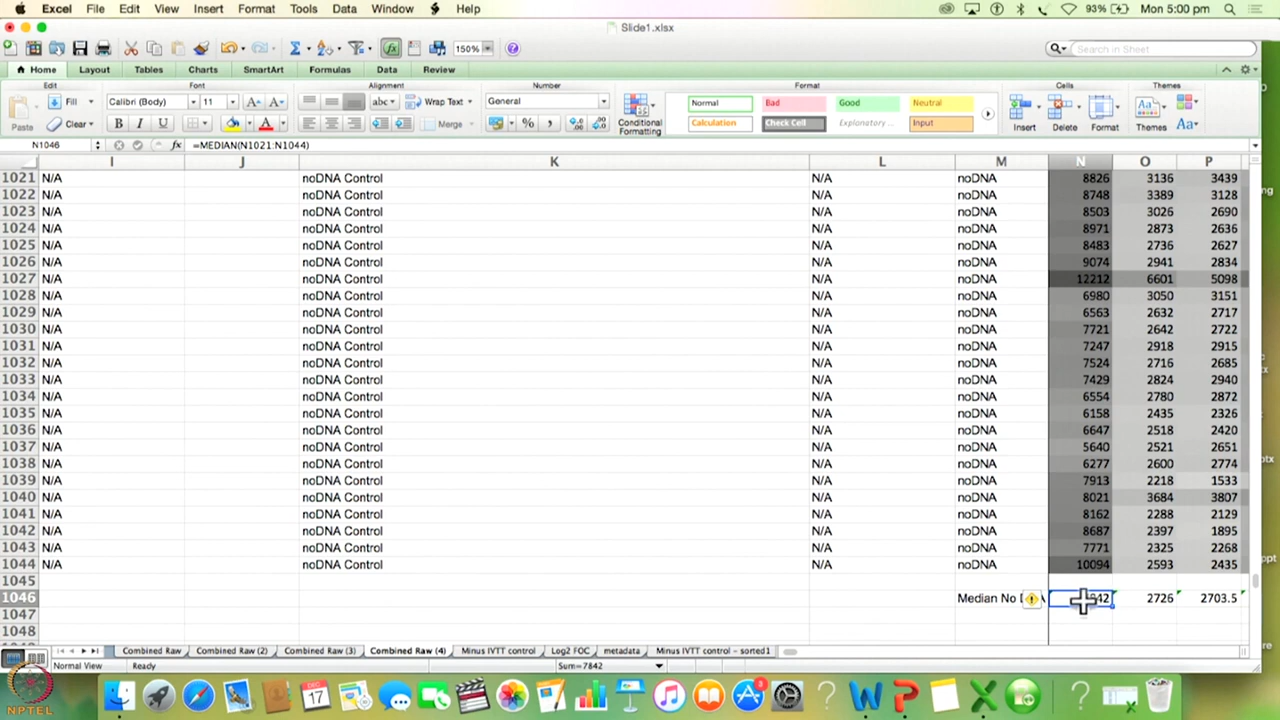 Excel File Edit View Insert Format Tools Data Window Help 93% Mon 5:00 pm
Slide1.xlsx
150% Search in Sheet
Home Layout Tables Charts SmartArt Formulas Data Review
Edit Font Alignment Number Format Cells Themes
Fill Calibri (Body) 11 abc Wrap Text General Normal Bad Good Neutral
Paste Clear B I U Merge % Conditional Formatting Calculation Check Cell Explanatory... Input Insert Delete Format Themes Aa
N1046 fx =MEDIAN(N1021:N1044)
I J K L M N O P
1021 N/A noDNA Control N/A noDNA 8826 3136 3439
1022 N/A noDNA Control N/A noDNA 8748 3389 3128
1023 N/A noDNA Control N/A noDNA 8503 3026 2690
1024 N/A noDNA Control N/A noDNA 8971 2873 2636
1025 N/A noDNA Control N/A noDNA 8483 2736 2627
1026 N/A noDNA Control N/A noDNA 9074 2941 2834
1027 N/A noDNA Control N/A noDNA 12212 6601 5098
1028 N/A noDNA Control N/A noDNA 6980 3050 3151
1029 N/A noDNA Control N/A noDNA 6563 2632 2717
1030 N/A noDNA Control N/A noDNA 7721 2642 2722
1031 N/A noDNA Control N/A noDNA 7247 2918 2915
1032 N/A noDNA Control N/A noDNA 7524 2716 2685
1033 N/A noDNA Control N/A noDNA 7429 2824 2940
1034 N/A noDNA Control N/A noDNA 6554 2780 2872
1035 N/A noDNA Control N/A noDNA 6158 2435 2326
1036 N/A noDNA Control N/A noDNA 6647 2518 2420
1037 N/A noDNA Control N/A noDNA 5640 2521 2651
1038 N/A noDNA Control N/A noDNA 6277 2600 2774
1039 N/A noDNA Control N/A noDNA 7913 2218 1533
1040 N/A noDNA Control N/A noDNA 8021 3684 3807
1041 N/A noDNA Control N/A noDNA 8162 2288 2129
1042 N/A noDNA Control N/A noDNA 8687 2397 1895
1043 N/A noDNA Control N/A noDNA 7771 2325 2268
1044 N/A noDNA Control N/A noDNA 10094 2593 2435
1045
1046 Median No 2726 2703.5
1047
1048
Combined Raw Combined Raw (2) Combined Raw (3) Combined Raw (4) Minus IVTT control Log2 FOC metadata Minus IVTT control - sorted1
Normal View Ready Sum=7842
DEC 17 3
NPTEL